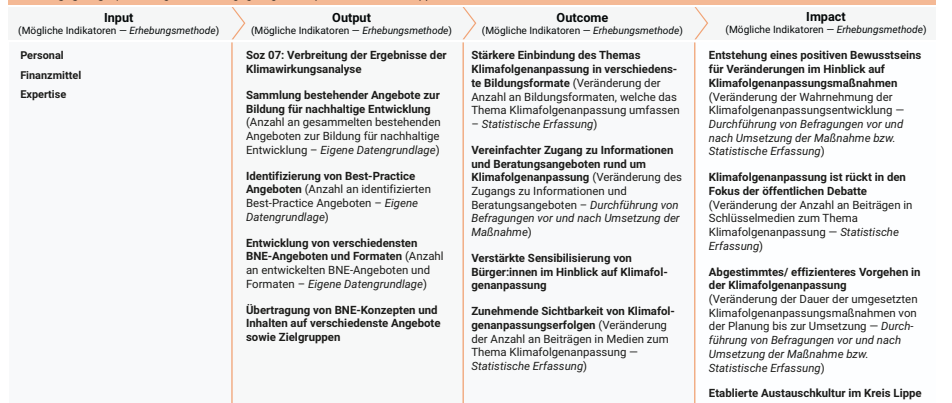 Input
(Mögliche Indikatoren — Erhebungsmethode)
Personal
Finanzmittel
Expertise
Output
(Mögliche Indikatoren — Erhebungsmethode)
Soz 07: Verbreitung der Ergebnisse der
Klimawirkungsanalyse
Sammlung bestehender Angebote zur
Bildung für nachhaltige Entwicklung
(Anzahl an gesammelten bestehenden
Angeboten zur Bildung für nachhaltige
Entwicklung – Eigene Datengrundlage)
Identifizierung von Best-Practice
Angeboten (Anzahl an identifizierten
Best-Practice Angeboten – Eigene
Datengrundlage)
Entwicklung von verschiedensten
BNE-Angeboten und Formaten (Anzahl
an entwickelten BNE-Angeboten und
Formaten – Eigene Datengrundlage)
Übertragung von BNE-Konzepten und
Inhalten auf verschiedenste Angebote
sowie Zielgruppen
Outcome
(Mögliche Indikatoren — Erhebungsmethode)
Stärkere Einbindung des Themas
Klimafolgenanpassung in verschiedens-
te Bildungsformate (Veränderung der
Anzahl an Bildungsformaten, welche das
Thema Klimafolgenanpassung umfassen
– Statistische Erfassung)
Vereinfachter Zugang zu Informationen
und Beratungsangeboten rund um
Klimafolgenanpassung (Veränderung des
Zugangs zu Informationen und
Beratungsangeboten – Durchführung von
Befragungen vor und nach Umsetzung der
Maßnahme)
Verstärkte Sensibilisierung von
Bürger:innen im Hinblick auf Klimafol-
genanpassung
Zunehmende Sichtbarkeit von Klimafol-
genanpassungserfolgen (Veränderung
der Anzahl an Beiträgen in Medien zum
Thema Klimafolgenanpassung —
Statistische Erfassung)
Impact
(Mögliche Indikatoren — Erhebungsmethode)
Entstehung eines positiven Bewusstseins
für Veränderungen im Hinblick auf
Klimafolgenanpassungsmaßnahmen
(Veränderung der Wahrnehmung der
Klimafolgenanpassungsentwicklung —
Durchführung von Befragungen vor und
nach Umsetzung der Maßnahme bzw.
Statistische Erfassung)
Klimafolgenanpassung ist rückt in den
Fokus der öffentlichen Debatte
(Veränderung der Anzahl an Beiträgen in
Schlüsselmedien zum Thema
Klimafolgenanpassung — Statistische
Erfassung)
Abgestimmtes/ effizienteres Vorgehen in
der Klimafolgenanpassung
(Veränderung der Dauer der umgesetzten
Klimafolgenanpassungsmaßnahmen von
der Planung bis zur Umsetzung — Durch-
führung von Befragungen vor und nach
Umsetzung der Maßnahme bzw.
Statistische Erfassung)
Etablierte Austauschkultur im Kreis Lippe